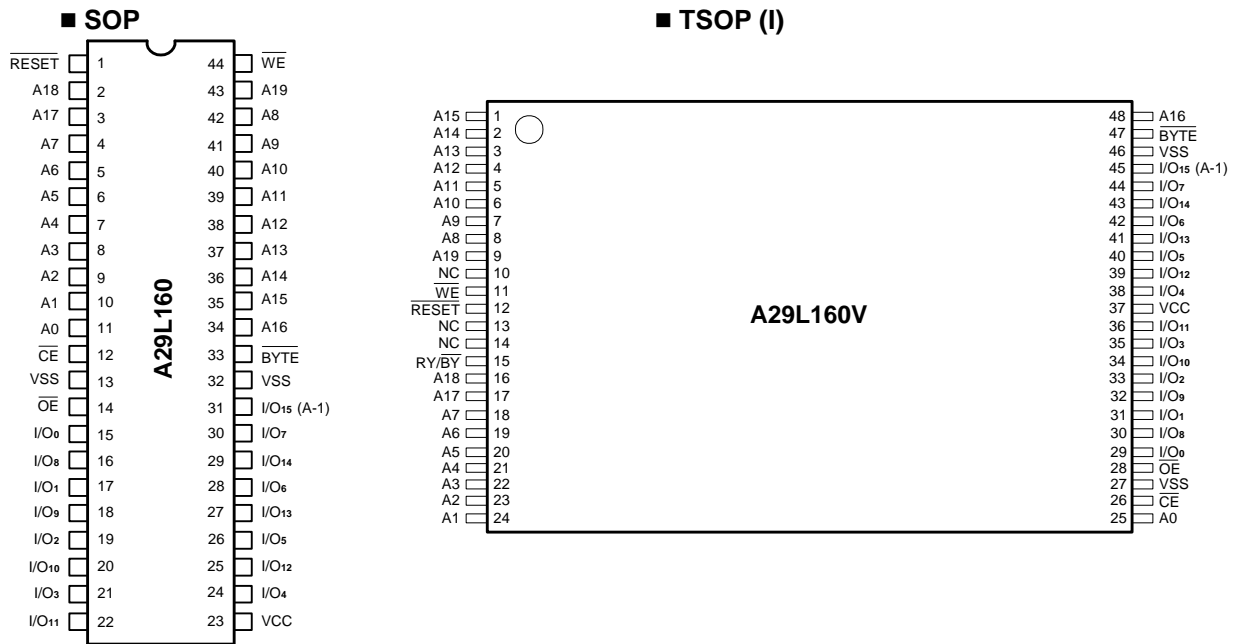 ■ SOP
RESET 1 44 WE
A18 2 43 A19
A17 3 42 A8
A7 4 41 A9
A6 5 40 A10
A5 6 39 A11
A4 7 38 A12
A3 8 37 A13
A2 9 36 A14
A1 10 35 A15
A0 11 34 A16
CE 12 33 BYTE
VSS 13 32 VSS
OE 14 31 I/O15 (A-1)
I/O0 15 30 I/O7
I/O8 16 29 I/O14
I/O1 17 28 I/O6
I/O9 18 27 I/O13
I/O2 19 26 I/O5
I/O10 20 25 I/O12
I/O3 21 24 I/O4
I/O11 22 23 VCC
A29L160
■ TSOP (I)
A15 1 48 A16
A14 2 47 BYTE
A13 3 46 VSS
A12 4 45 I/O15 (A-1)
A11 5 44 I/O7
A10 6 43 I/O14
A9 7 42 I/O6
A8 8 41 I/O13
A19 9 40 I/O5
NC 10 39 I/O12
WE 11 38 I/O4
RESET 12 37 VCC
NC 13 36 I/O11
NC 14 35 I/O3
RY/BY 15 34 I/O10
A18 16 33 I/O2
A17 17 32 I/O9
A7 18 31 I/O1
A6 19 30 I/O8
A5 20 29 I/O0
A4 21 28 OE
A3 22 27 VSS
A2 23 26 CE
A1 24 25 A0
A29L160V